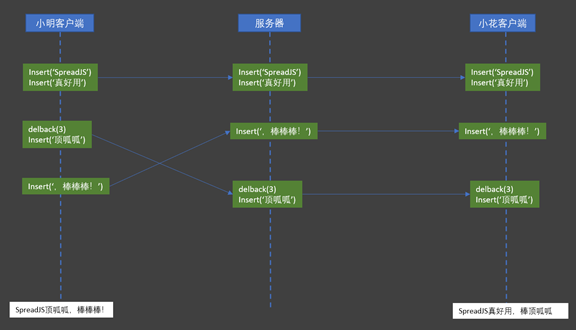 小明客户端
服务器
小花客户端
Insert('SpreadJS')
Insert('真好用')
Insert('SpreadJS')
Insert('真好用')
Insert('SpreadJS')
Insert('真好用')
delback(3)
Insert('顶呱呱')
Insert('，棒棒棒！')
Insert('，棒棒棒！')
Insert('，棒棒棒！')
delback(3)
Insert('顶呱呱')
delback(3)
Insert('顶呱呱')
SpreadJS顶呱呱，棒棒棒!
SpreadJS真好用，棒顶呱呱